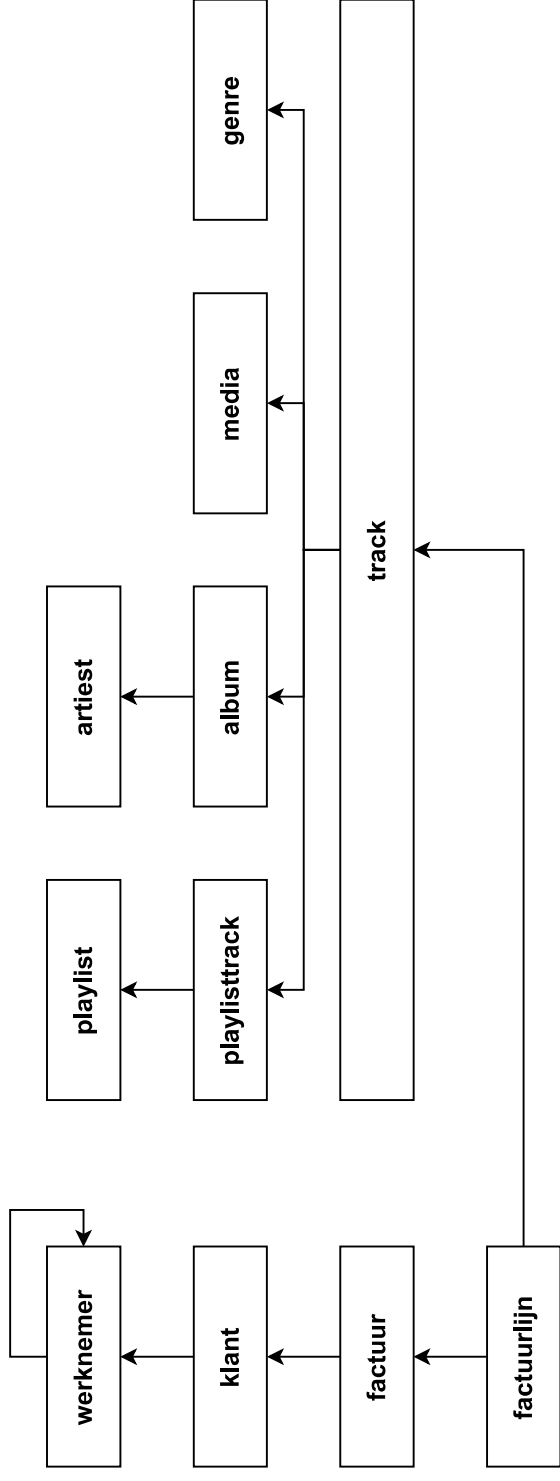 werknemer
playlist
artiest
klant
playlisttrack
album
media
genre
factuur
track
factuurlijn